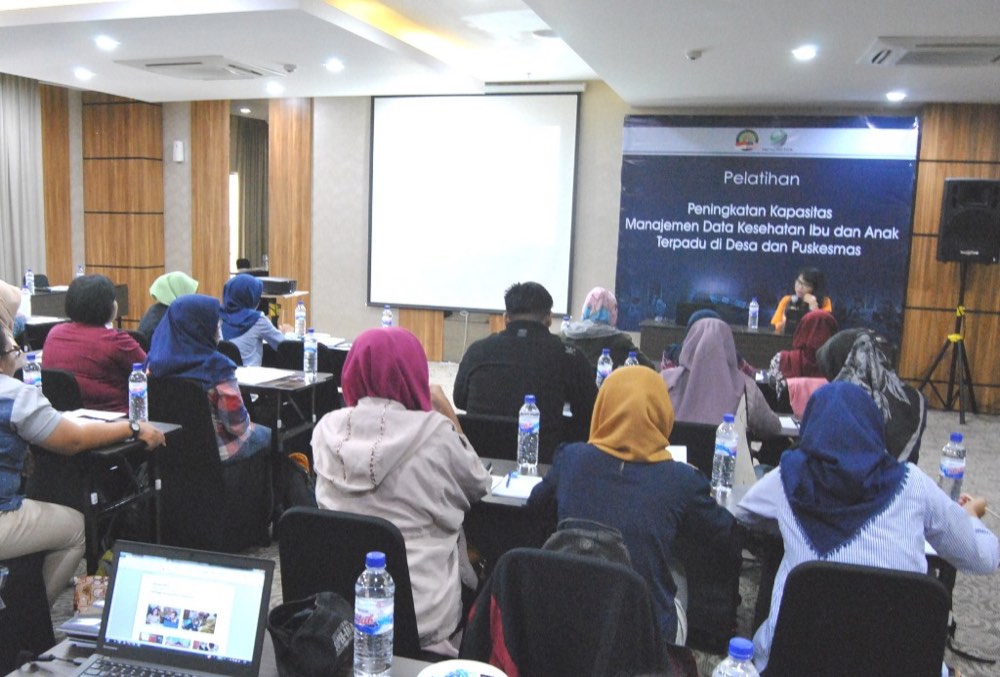 Pelatihan
Peningkatan Kapasitas
Manajemen Data Kesehatan Ibu dan Anak
Terpadu di Desa dan Puskesmas